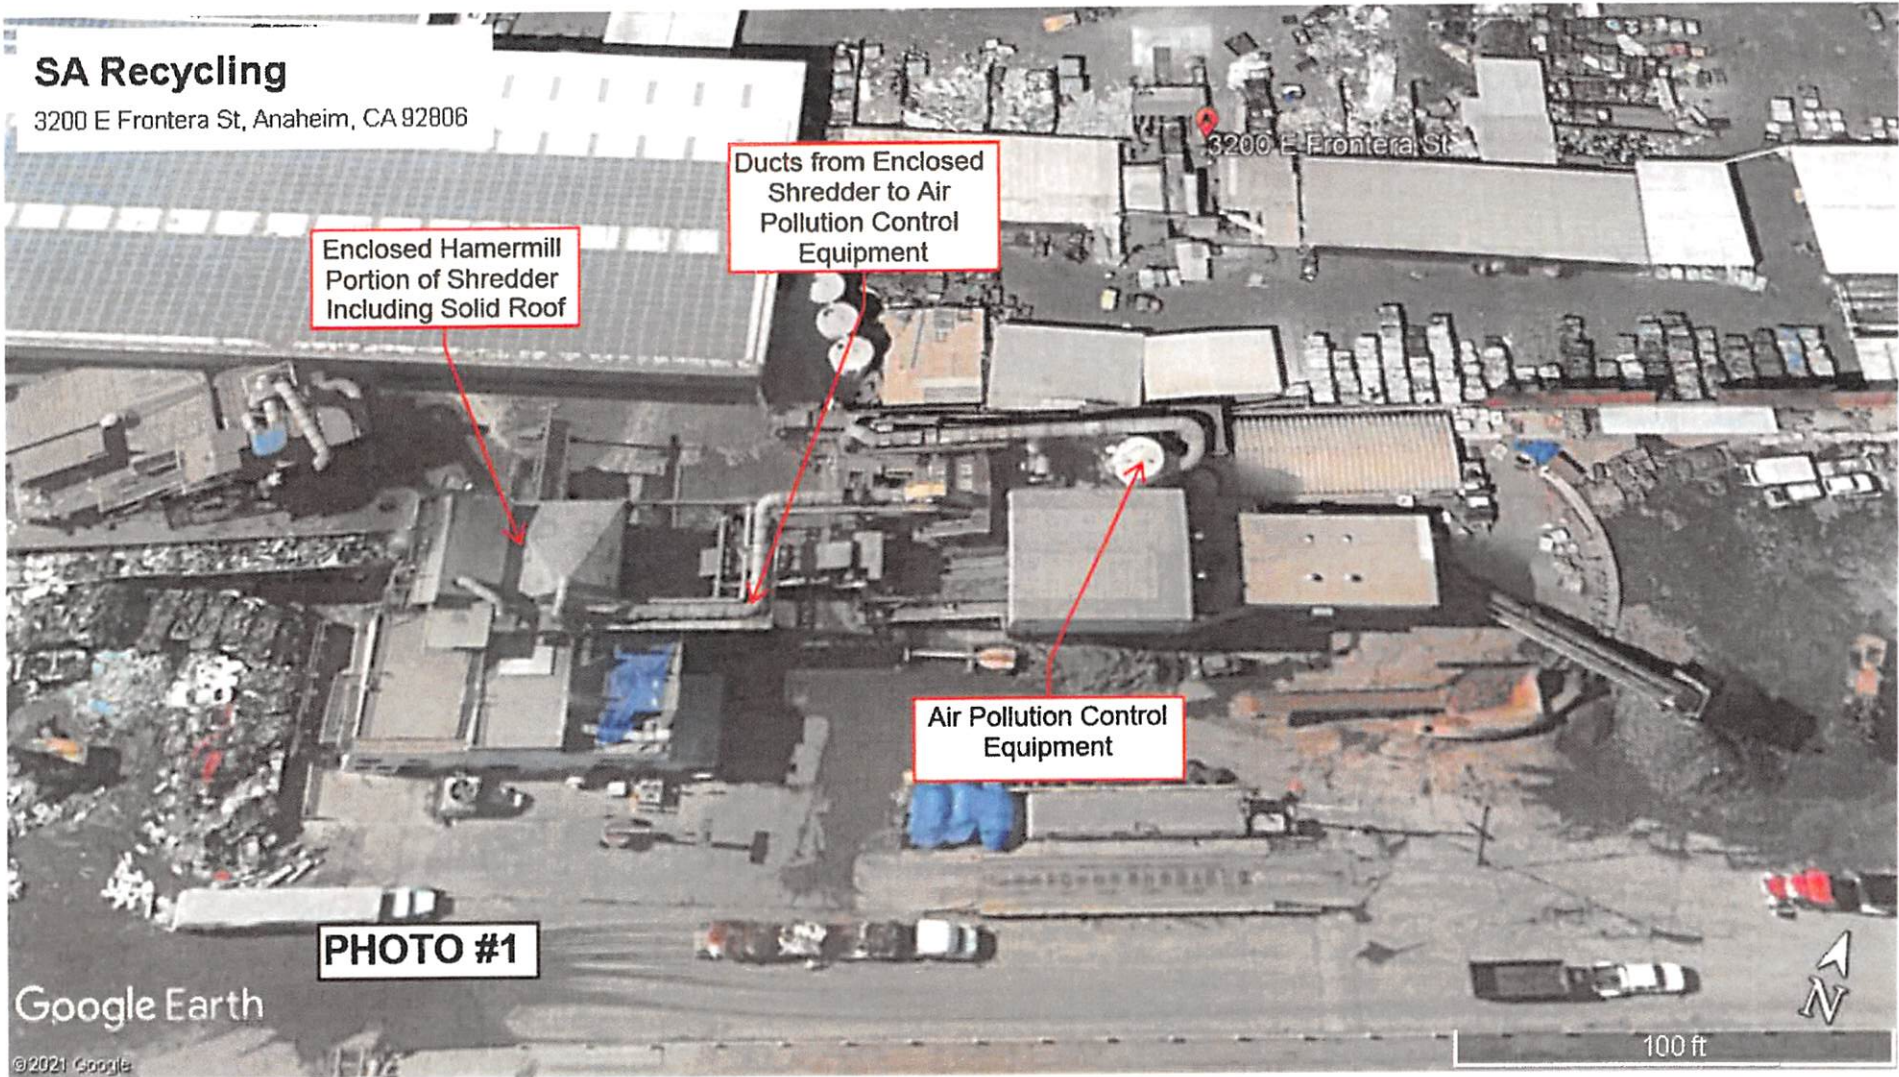 SA Recycling
3200 E Frontera St, Anaheim, CA 92806
Ducts from Enclosed
Shredder to Air
Pollution Control
Equipment
3200 E Frontera St
Enclosed Hamermill
Portion of Shredder
Including Solid Roof
Air Pollution Control
Equipment
PHOTO #1
Google Earth
N
100 ft
©2021 Google